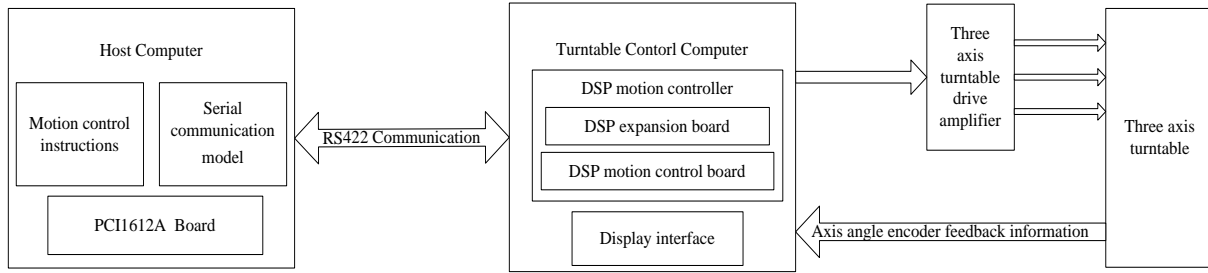 Host Computer
Motion control
instructions
Serial
communication
model
PCI1612A Board
RS422 Communication
Turntable Contorl Computer
DSP motion controller
DSP expansion board
DSP motion control board
Display interface
Three
axis
turntable
drive
amplifier
Three axis
turntable
Axis angle encoder feedback information